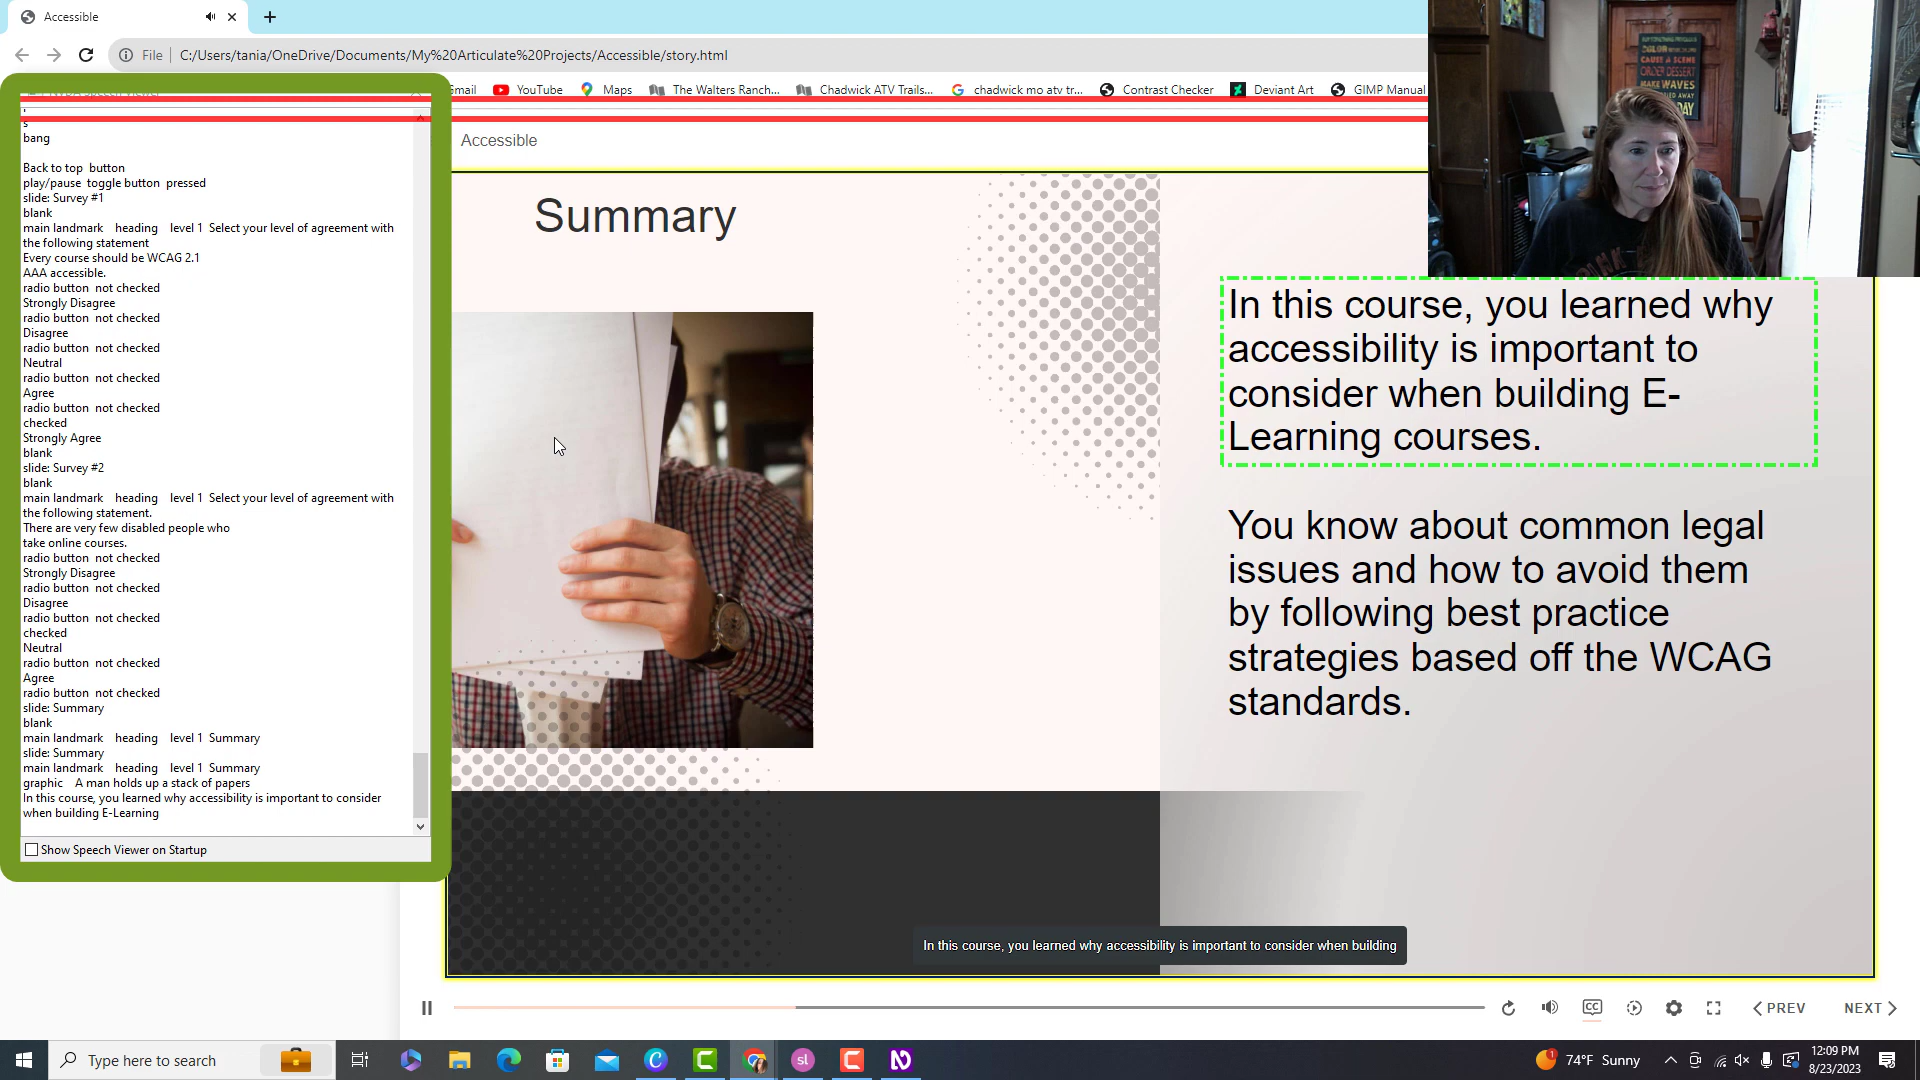 Accessible
File
C:/Users/tania/OneDrive/Documents/My%20Articulate%20Projects/Accessible/story.html
Gmail
YouTube
Maps
The Walters Ranch...
Chadwick ATV Trails...
chadwick mo atv tr...
Contrast Checker
Deviant Art
GIMP Manual
s
bang
Back to top button
play/pause toggle button pressed
slide: Survey #1
blank
main landmark heading level 1 Select your level of agreement with
the following statement
Every course should be WCAG 2.1
AAA accessible.
radio button not checked
Strongly Disagree
radio button not checked
Disagree
radio button not checked
Neutral
radio button not checked
Agree
radio button not checked
checked
Strongly Agree
blank
slide: Survey #2
blank
main landmark heading level 1 Select your level of agreement with
the following statement.
There are very few disabled people who
take online courses.
radio button not checked
Strongly Disagree
radio button not checked
Disagree
radio button not checked
checked
Neutral
radio button not checked
Agree
radio button not checked
slide: Summary
blank
main landmark heading level 1 Summary
slide: Summary
main landmark heading level 1 Summary
graphic A man holds up a stack of papers
In this course, you learned why accessibility is important to consider
when building E-Learning
Show Speech Viewer on Startup
Accessible
Summary
In this course, you learned why
accessibility is important to
consider when building E-
Learning courses.
You know about common legal
issues and how to avoid them
by following best practice
strategies based off the WCAG
standards.
In this course, you learned why accessibility is important to consider when building
CC
PREV
NEXT
CAUSE A SCENE
ORDER DESSERT
MAKE WAVES
Type here to search
sl
74°F Sunny
12:09 PM
8/23/2023